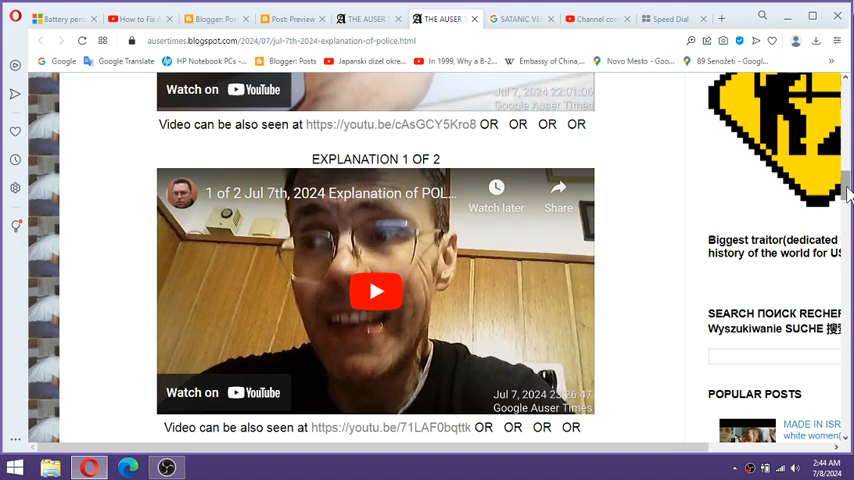 Battery pens
How to Fix A
Blogger: Po
Post Preview
THE AUSER T
THE AUSER T
SATANIC VE
Channel con
Speed Dial
ausertimes.blogspot.com/2024/07/jul-7th-2024-explanation-of-police.html
Google
Google Translate
HP Notebook PCs -...
Blogger: Posts
Japanski dizel okre...
In 1999, Why a B-2...
Embassy of China,...
Novo Mesto - Googl...
89 Senožeti - Googl...
Watch on YouTube
Jul 7, 2024 22:01:06
Google Auser Times
Video can be also seen at https://youtu.be/cAsGCY5Kro8 OR OR OR OR
EXPLANATION 1 OF 2
1 of 2 Jul 7th, 2024 Explanation of POL...
Watch later
Share
Watch on YouTube
Jul 7, 2024 23:26:47
Google Auser Times
Video can be also seen at https://youtu.be/71LAF0bqttk OR OR OR OR
Biggest traitor(dedicated
history of the world for US
SEARCH ПОИСК RECHER
Wyszukiwanie SUCHE 搜
POPULAR POSTS
MADE IN ISR
white women(
2:44 AM
7/8/2024